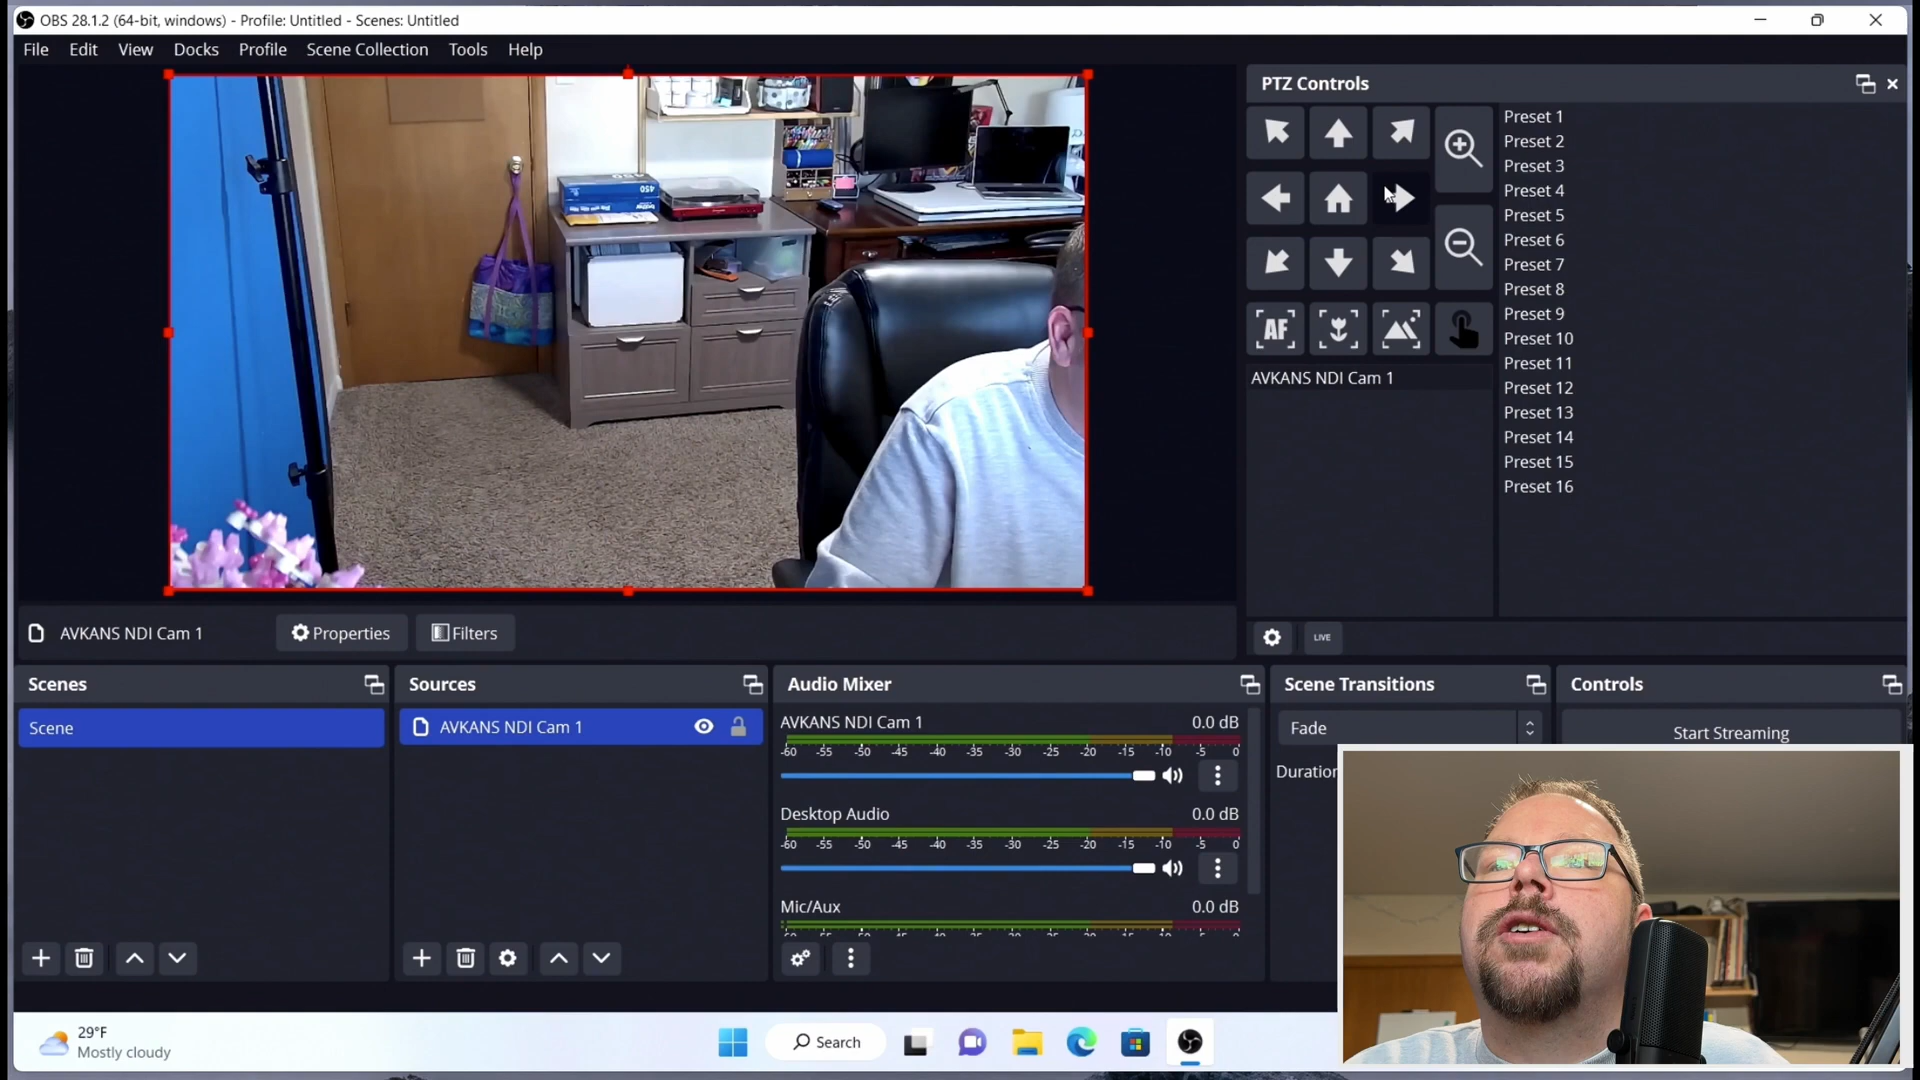 OBS 28.1.2 (64-bit, windows) - Profile: Untitled - Scenes: Untitled
File Edit View Docks Profile Scene Collection Tools Help
PTZ Controls
Preset 1
Preset 2
Preset 3
Preset 4
Preset 5
Preset 6
Preset 7
Preset 8
Preset 9
Preset 10
Preset 11
Preset 12
Preset 13
Preset 14
Preset 15
Preset 16
AF
AVKANS NDI Cam 1
450
LIVE
AVKANS NDI Cam 1 Properties Filters
Scenes
Scene
Sources
AVKANS NDI Cam 1
Audio Mixer
AVKANS NDI Cam 1 0.0 dB
-60 -55 -50 -45 -40 -35 -30 -25 -20 -15 -10 -5 0
Desktop Audio 0.0 dB
-60 -55 -50 -45 -40 -35 -30 -25 -20 -15 -10 -5 0
Mic/Aux 0.0 dB
Scene Transitions
Fade
Duration
Controls
Start Streaming
29°F
Mostly cloudy
Search